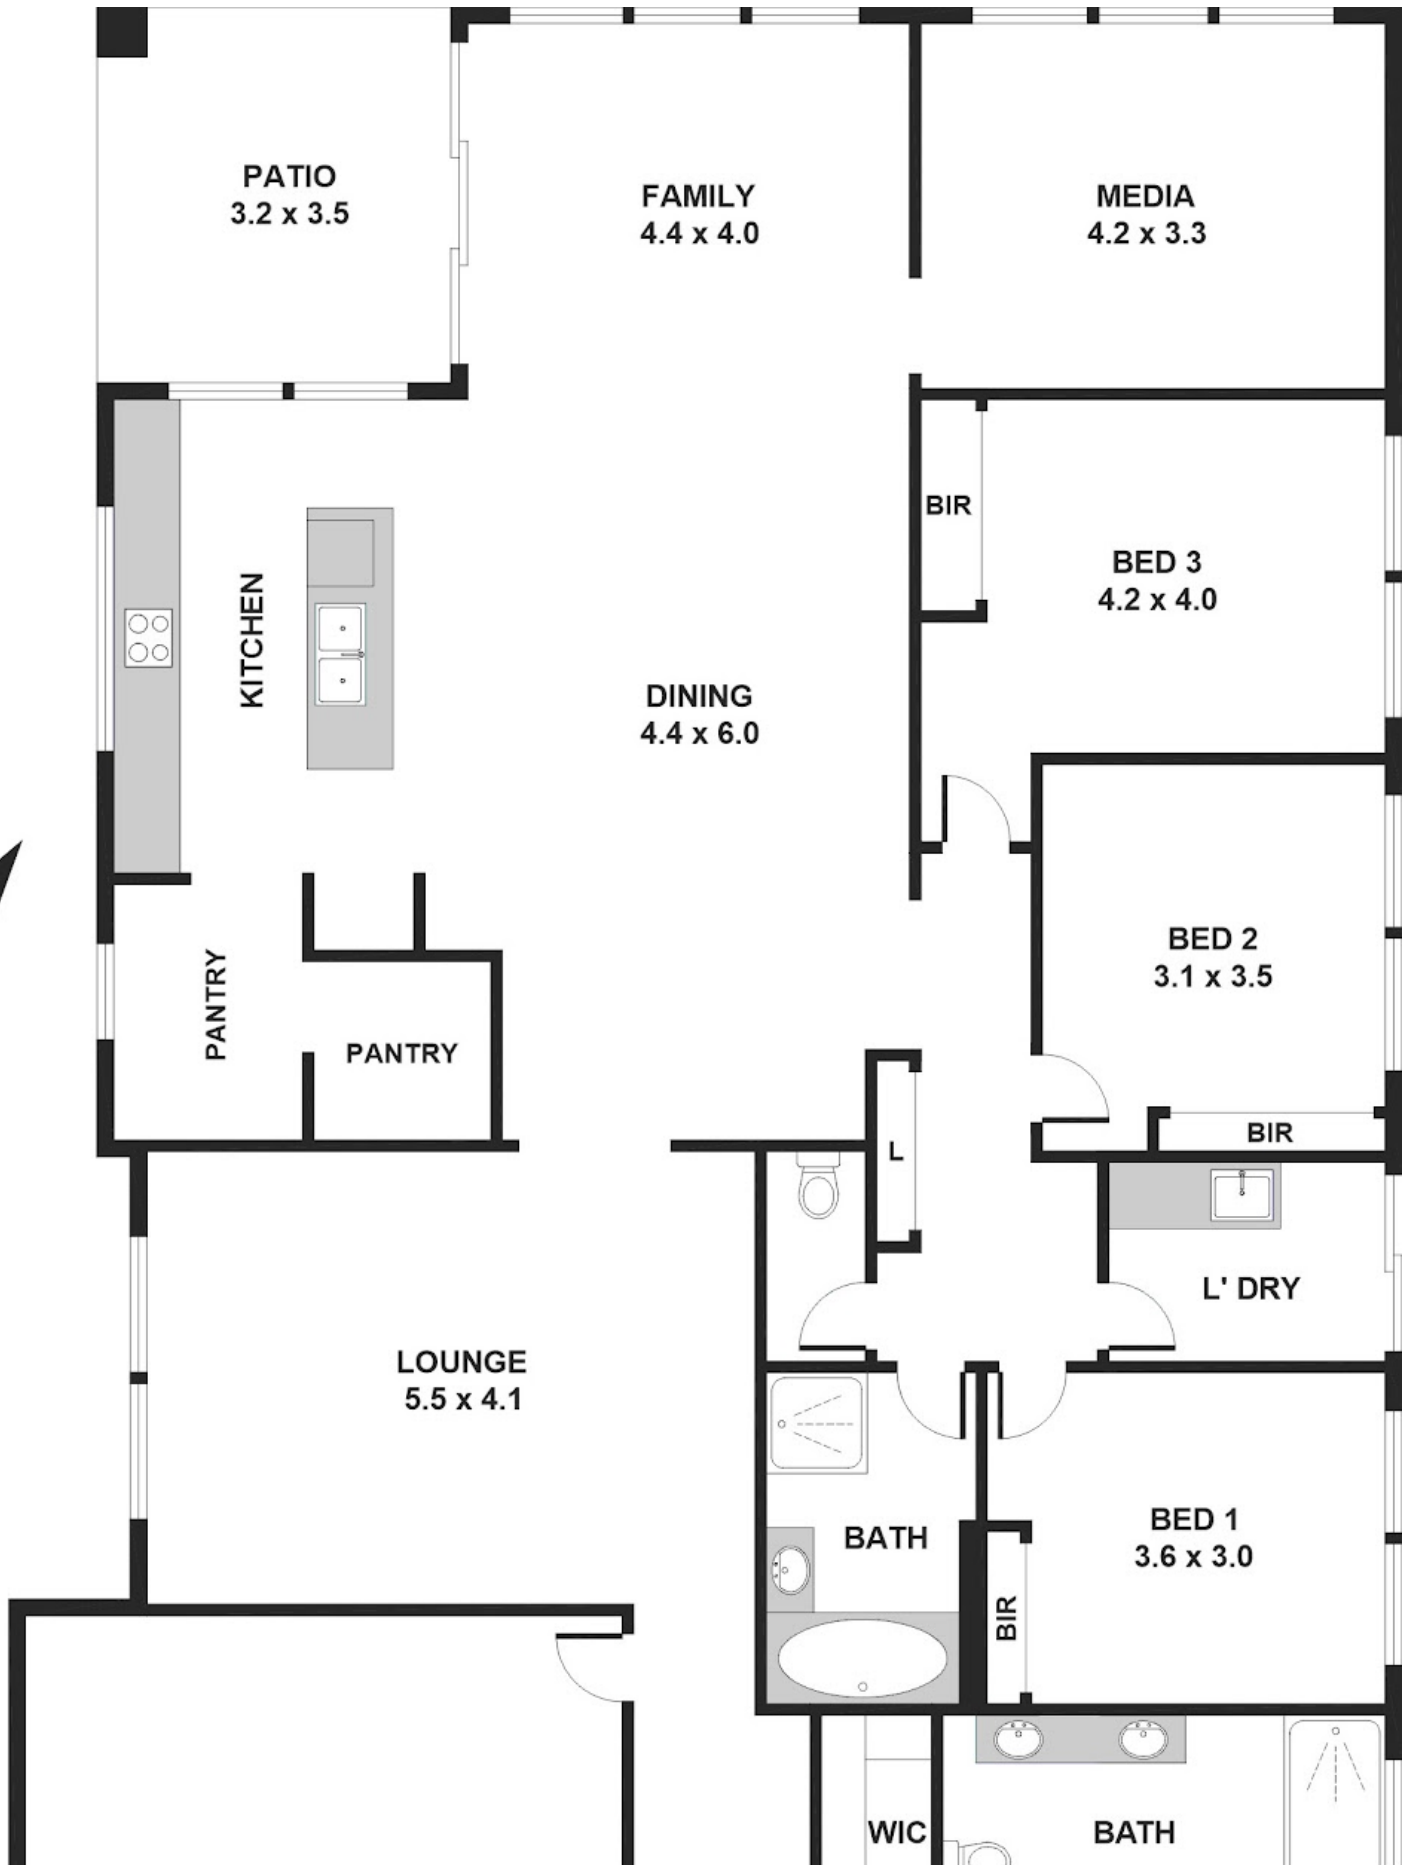 PATIO
3.2 x 3.5
FAMILY
4.4 x 4.0
MEDIA
4.2 x 3.3
BIR
BED 3
4.2 x 4.0
KITCHEN
DINING
4.4 x 6.0
BED 2
3.1 x 3.5
PANTRY
PANTRY
BIR
L
L' DRY
LOUNGE
5.5 x 4.1
BATH
BED 1
3.6 x 3.0
BIR
WIC
BATH